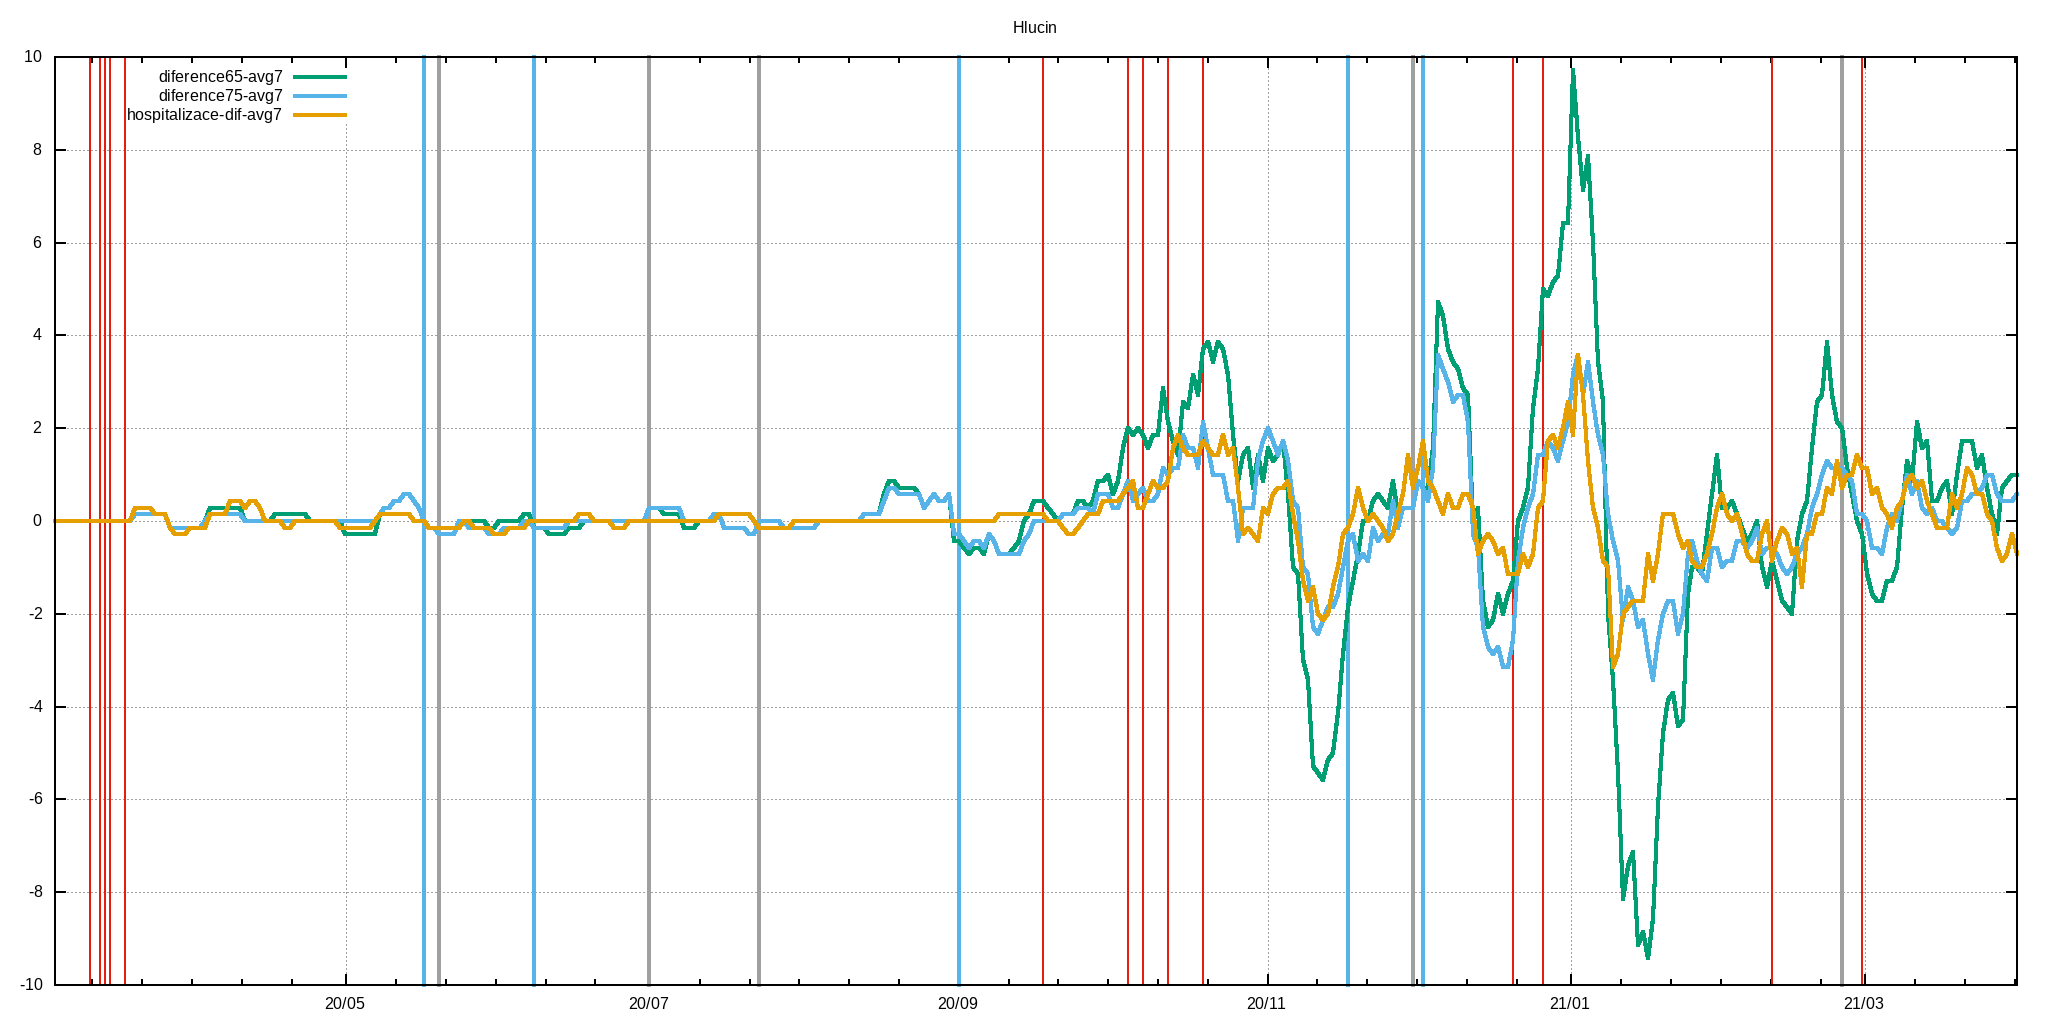 Hlucin
diference65-avg7
diference75-avg7
hospitalizace-dif-avg7
10
8
6
4
2
0
-2
-4
-6
-8
-10
20/05 20/07 20/09 20/11 21/01 21/03